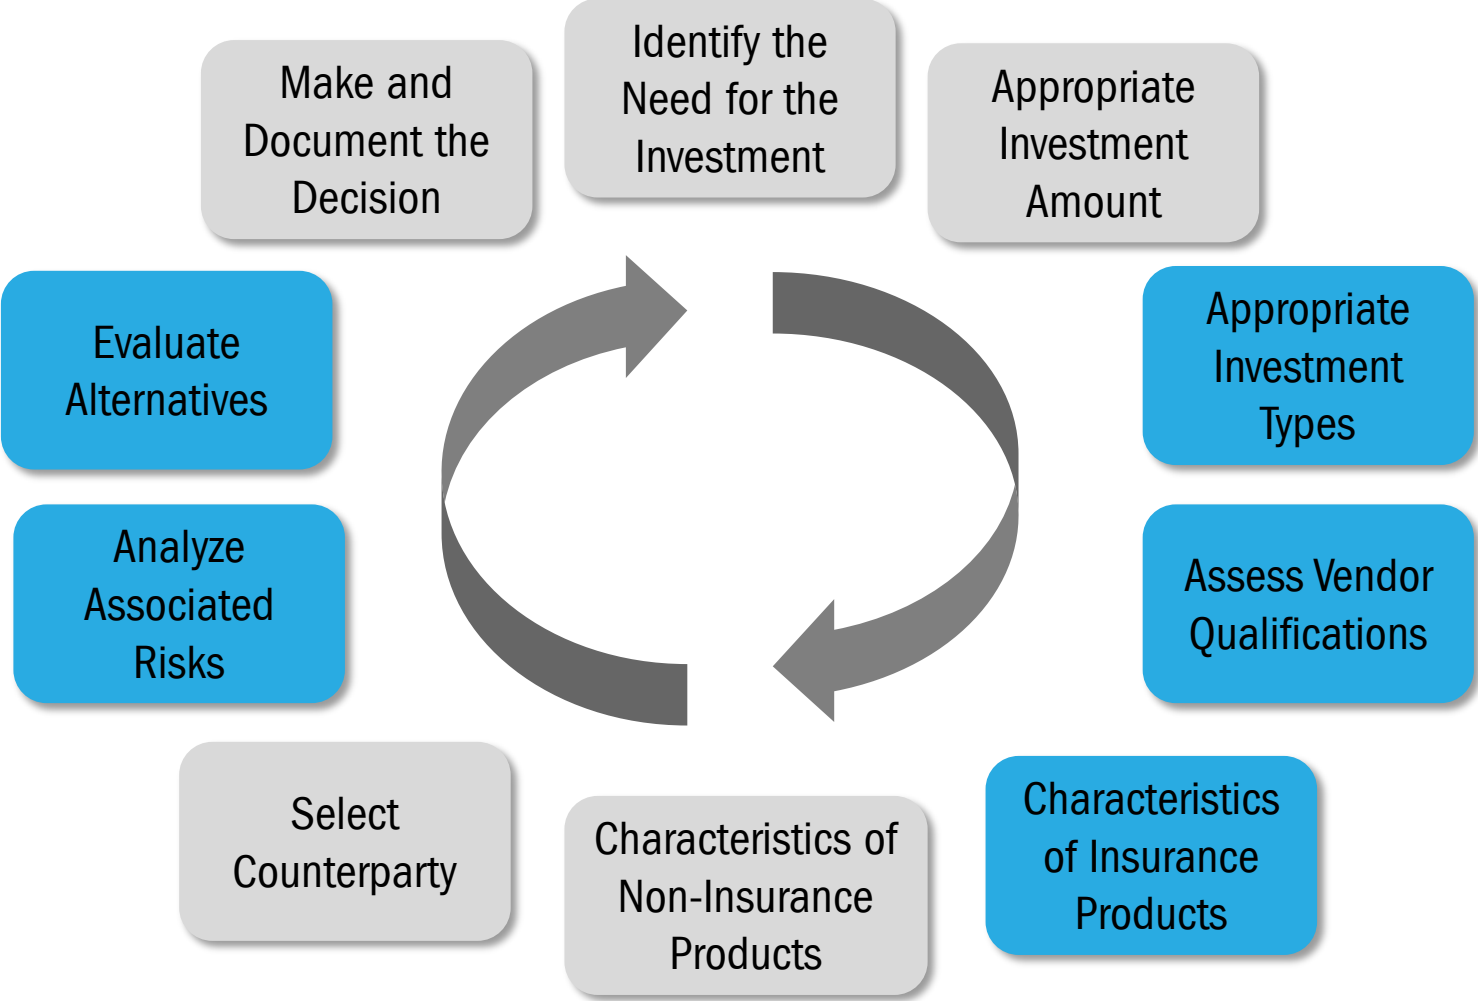 Identify the
Need for the
Investment
Appropriate
Investment
Amount
Appropriate
Investment
Types
Assess Vendor
Qualifications
Characteristics
of Insurance
Products
Characteristics of
Non-Insurance
Products
Select
Counterparty
Analyze
Associated
Risks
Evaluate
Alternatives
Make and
Document the
Decision